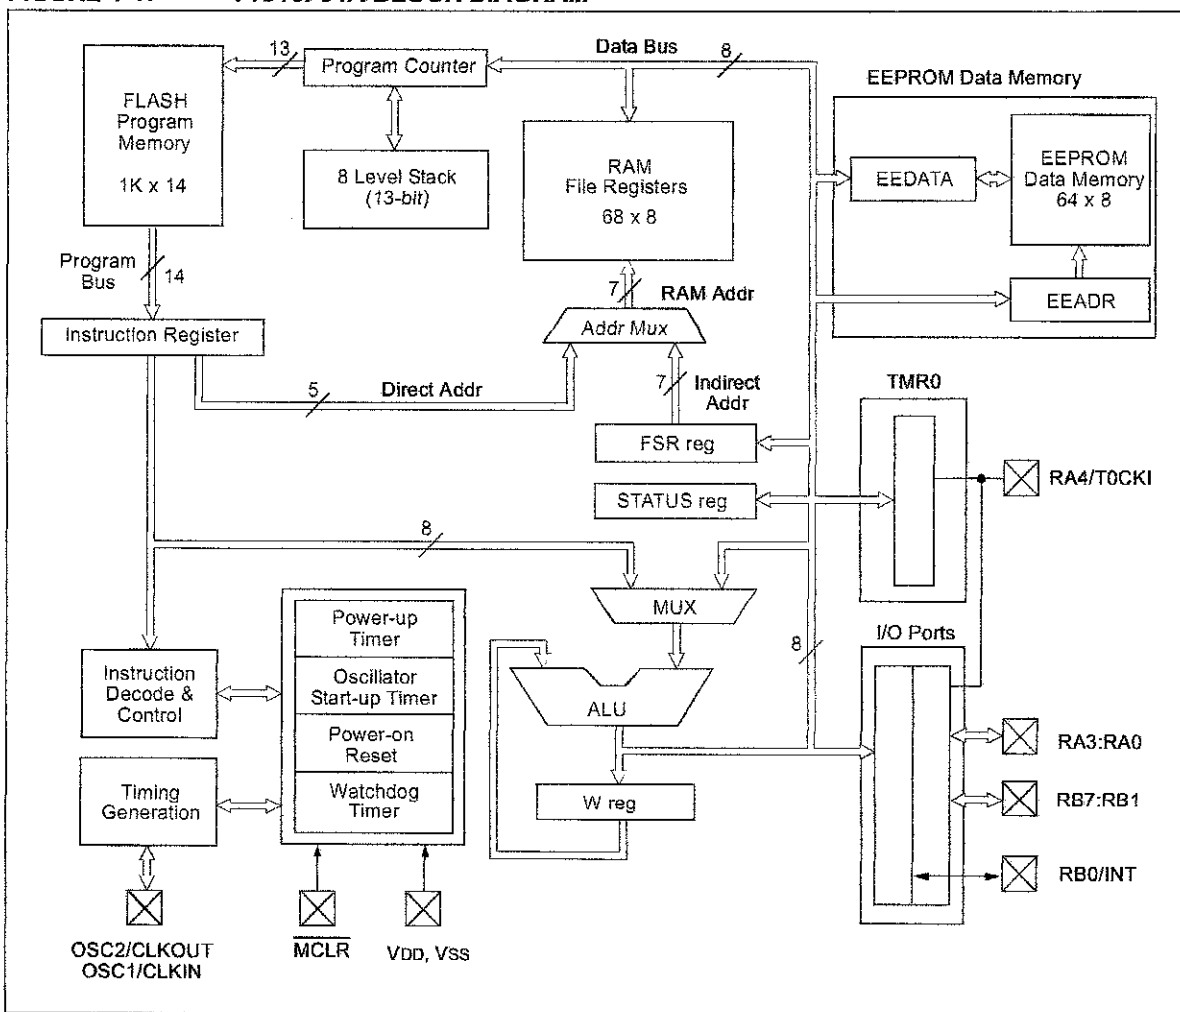 13
Data Bus
8
Program Counter
EEPROM Data Memory
FLASH
Program
Memory
1K x 14
8 Level Stack
(13-bit)
RAM
File Registers
68 x 8
EEDATA
EEPROM
Data Memory
64 x 8
Program
Bus
14
7
RAM Addr
EEADR
Instruction Register
Addr Mux
5
Direct Addr
7
Indirect
Addr
TMR0
FSR reg
RA4/T0CKI
STATUS reg
8
MUX
Power-up
Timer
8
I/O Ports
Instruction
Decode &
Control
Oscillator
Start-up Timer
ALU
Power-on
Reset
RA3:RA0
Timing
Generation
Watchdog
Timer
W reg
RB7:RB1
RB0/INT
OSC2/CLKOUT
OSC1/CLKIN
MCLR
VDD, VSS